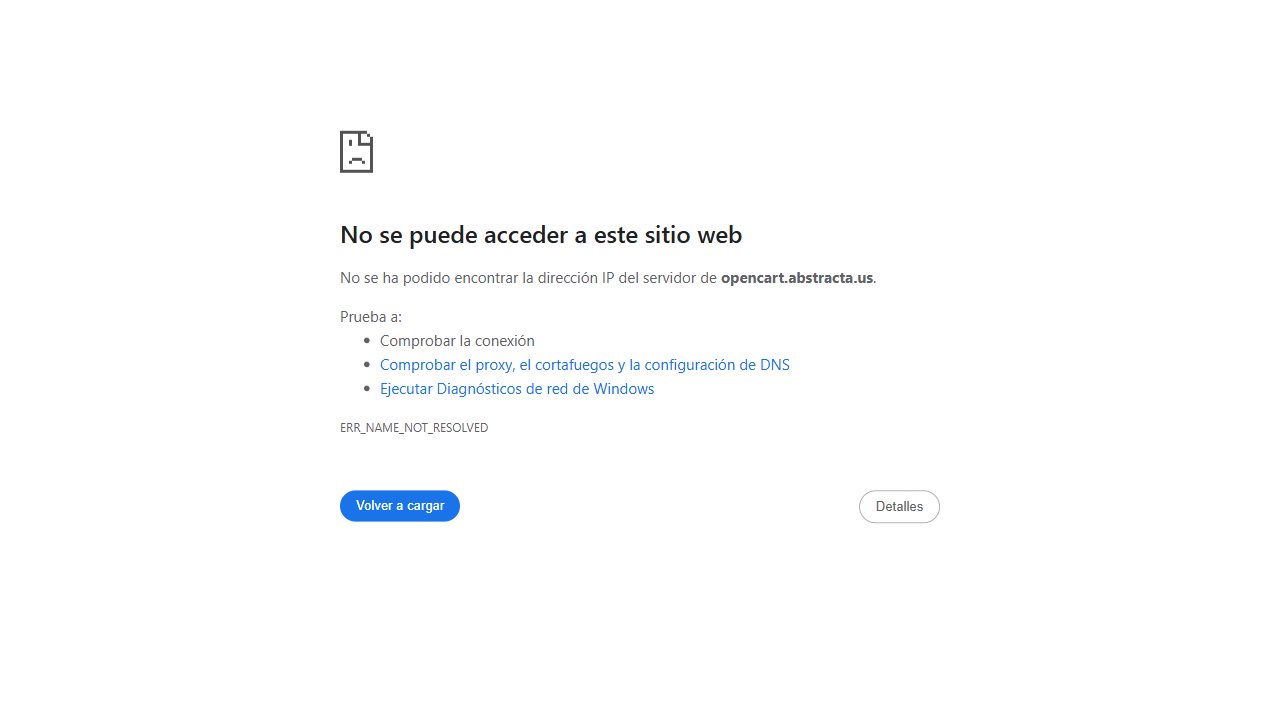 No se puede acceder a este sitio web
No se ha podido encontrar la dirección IP del servidor de opencart.abstracta.us.
Prueba a:
Comprobar la conexión
Comprobar el proxy, el cortafuegos y la configuración de DNS
Ejecutar Diagnósticos de red de Windows
ERR_NAME_NOT_RESOLVED
Volver a cargar
Detalles